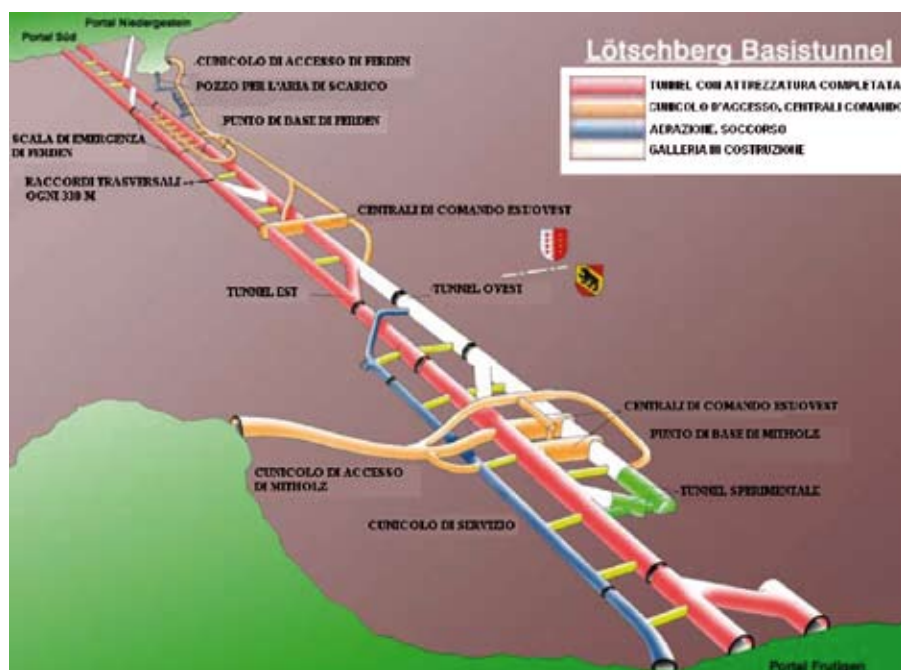 Portal Niedergestein
Portal Süd
Lötschberg Basistunnel
TUNNEL CON ATTREZZATURA COMPLETATA
CUNICOLO D'ACCESSO, CENTRALI COMANDO
AERAZIONE, SOCCORSO
GALLERIA IN COSTRUZIONE
CUNICOLO DI ACCESSO DI FERDEN
POZZO PER L'ARIA DI SCARICO
PUNTO DI BASE DI FERDEN
SCALA DI EMERGENZA
DI FERDEN
RACCORDI TRASVERSALI
OGNI 330 M
CENTRALI DI COMANDO EST/OVEST
TUNNEL EST
TUNNEL OVEST
CENTRALI DI COMANDO EST/OVEST
PUNTO DI BASE DI MITHOLZ
CUNICOLO DI ACCESSO
DI MITHOLZ
TUNNEL SPERIMENTALE
CUNICOLO DI SERVIZIO
Portal Frutigen